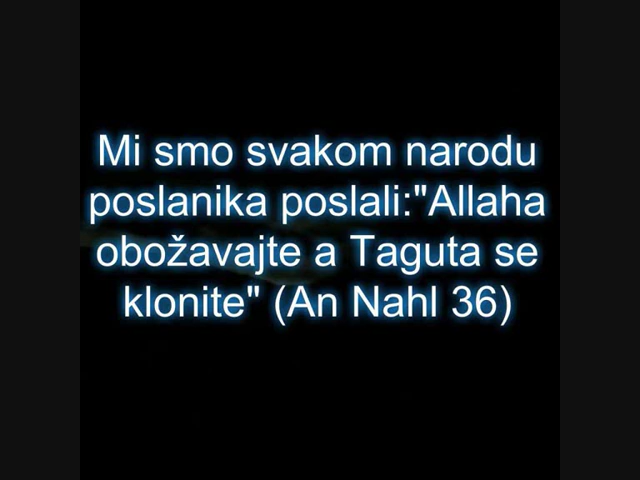 Mi smo svakom narodu
poslanika poslali:"Allaha
obožavajte a Taguta se
klonite" (An Nahl 36)